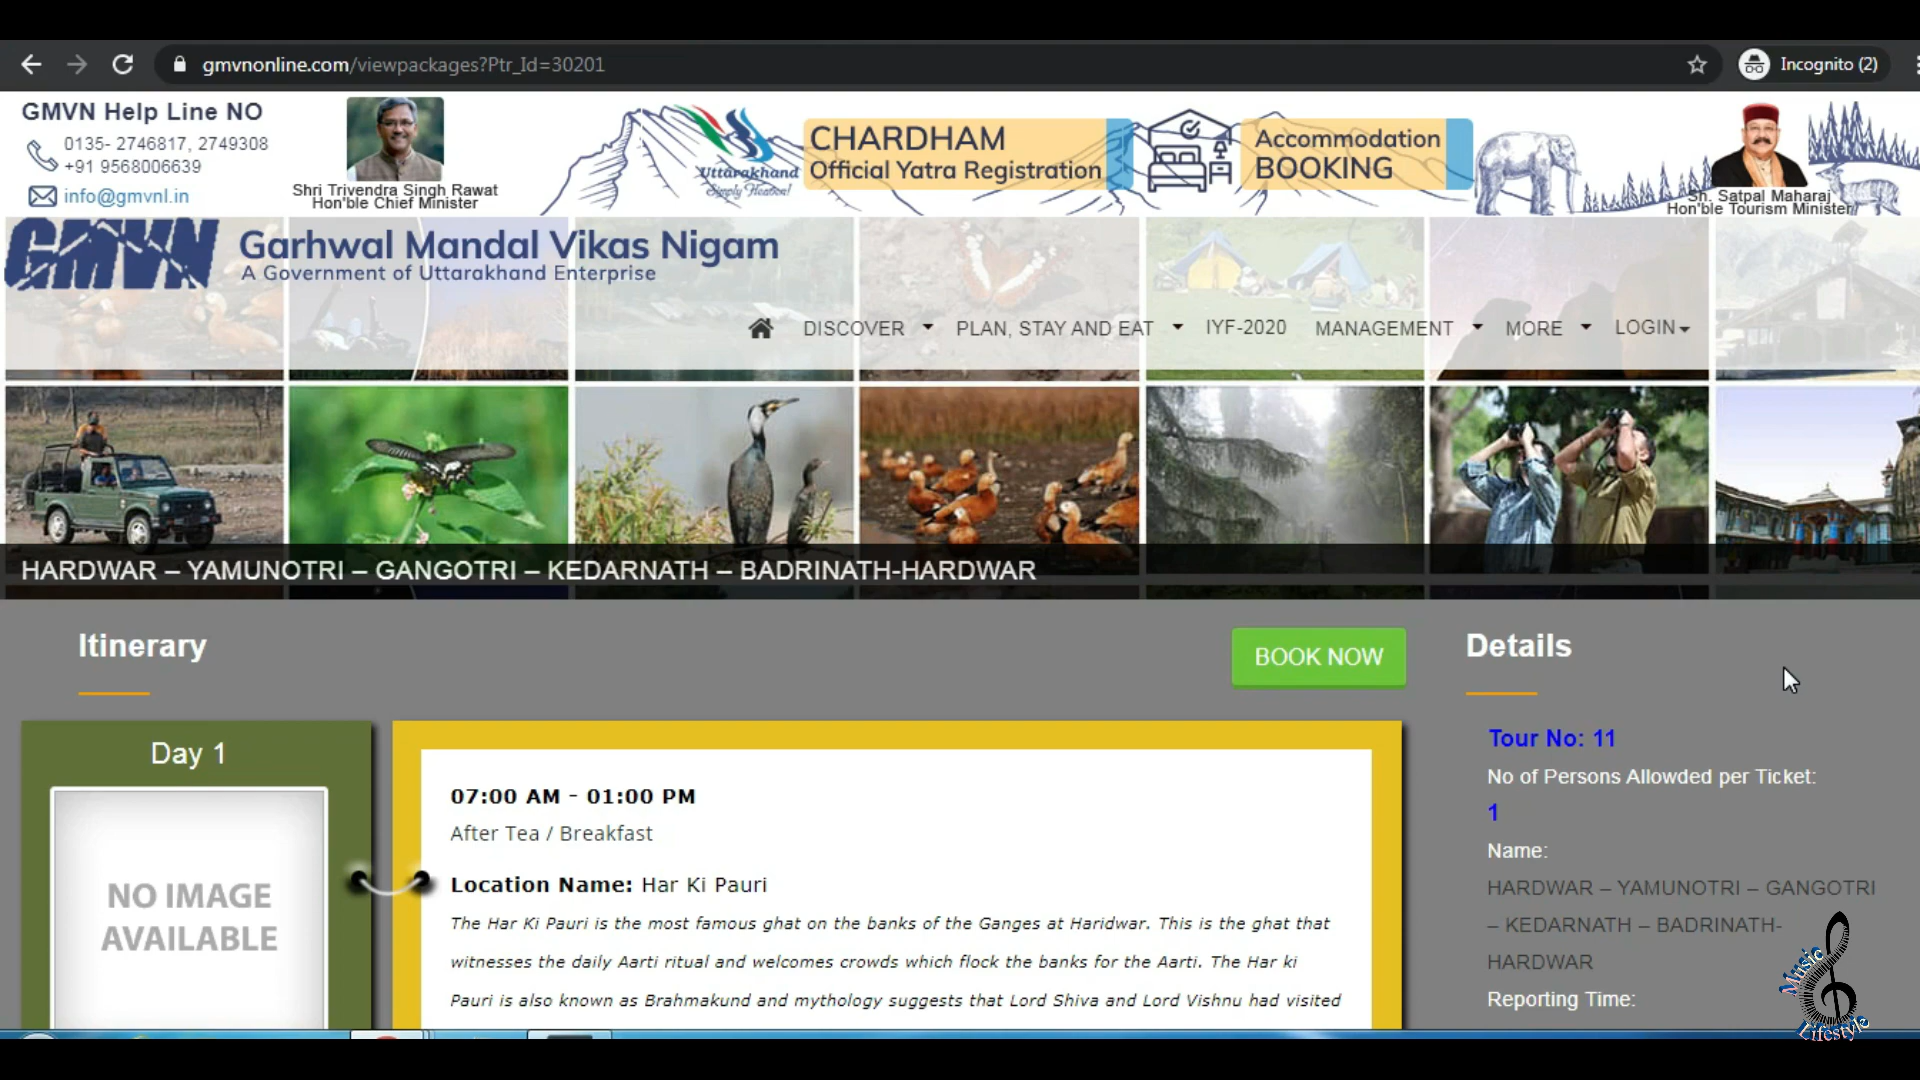 gmvnonline.com/viewpackages?Ptr_Id=30201
Incognito (2)
GMVN Help Line NO
0135- 2746817, 2749308
+91 9568006639
info@gmvnl.in
Shri Trivendra Singh Rawat
Hon'ble Chief Minister
Uttarakhand
Simply Heaven!
CHARDHAM
Official Yatra Registration
Accommodation
BOOKING
Sh. Satpal Maharaj
Hon'ble Tourism Minister
GMVN
Garhwal Mandal Vikas Nigam
A Government of Uttarakhand Enterprise
DISCOVER PLAN, STAY AND EAT IYF-2020 MANAGEMENT MORE LOGIN
HARDWAR – YAMUNOTRI – GANGOTRI – KEDARNATH – BADRINATH-HARDWAR
Itinerary
BOOK NOW
Details
Day 1
NO IMAGE
AVAILABLE
07:00 AM - 01:00 PM
After Tea / Breakfast
Location Name: Har Ki Pauri
The Har Ki Pauri is the most famous ghat on the banks of the Ganges at Haridwar. This is the ghat that
witnesses the daily Aarti ritual and welcomes crowds which flock the banks for the Aarti. The Har ki
Pauri is also known as Brahmakund and mythology suggests that Lord Shiva and Lord Vishnu had visited
Tour No: 11
No of Persons Allowded per Ticket:
1
Name:
HARDWAR – YAMUNOTRI – GANGOTRI
– KEDARNATH – BADRINATH-
HARDWAR
Reporting Time:
Music
Lifestyle